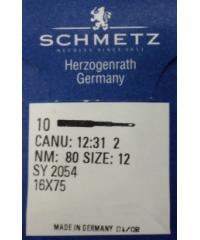 SCHMETZ
Herzogenrath
Germany
10
CANU: 12:31 2
NM: 80 SIZE: 12
SY 2054
16X75
MADE IN GERMANY